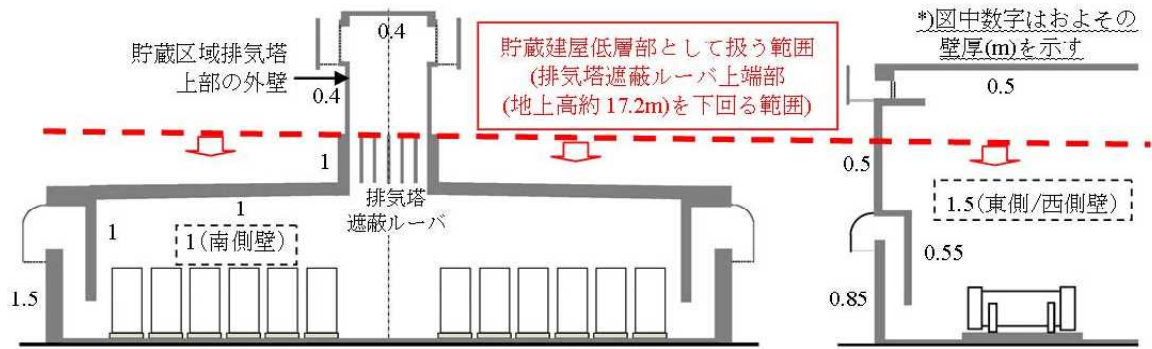 0.4
貯蔵区域排気塔
上部の外壁
0.4
貯蔵建屋低層部として扱う範囲
(排気塔遮蔽ルーバ上端部
(地上高約 17.2m)を下回る範囲)
*)図中数字はおよその
壁厚(m)を示す
0.5
1
排気塔
遮蔽ルーバ
1
1
1(南側壁)
1.5
0.5
1.5(東側/西側壁)
0.55
0.85